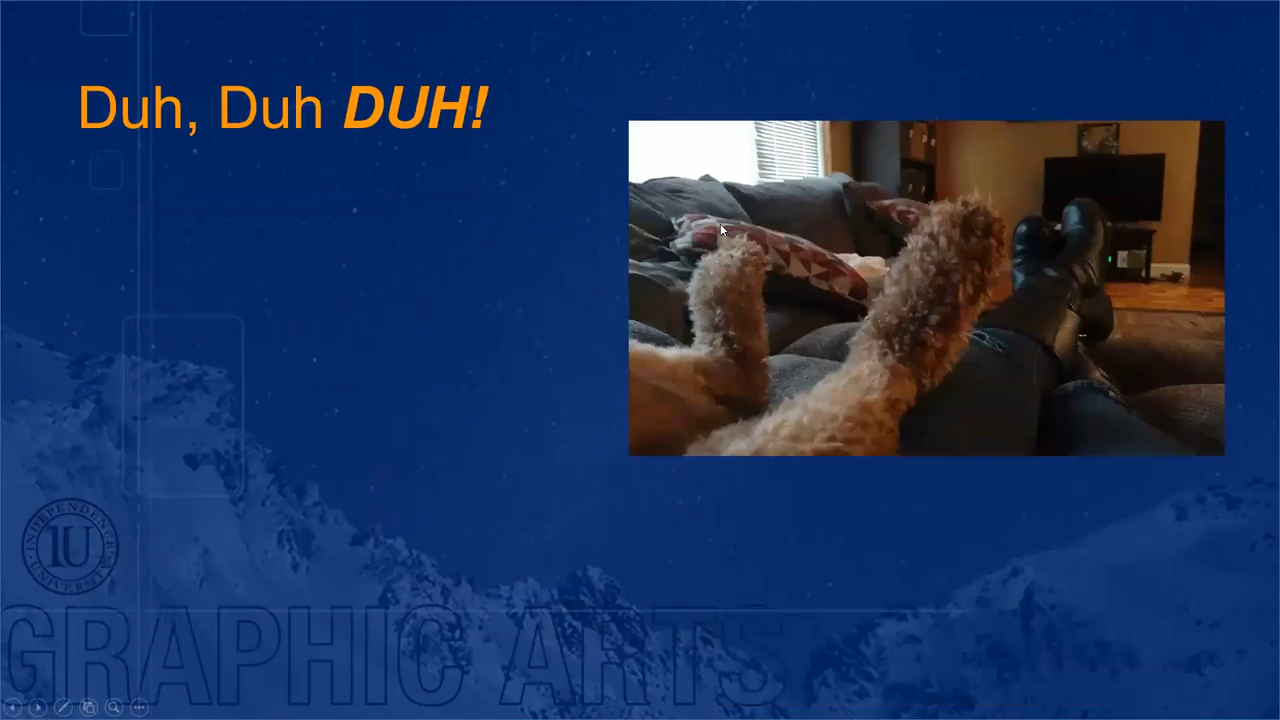 Duh, Duh DUH!
INDEPENDENCE
IU
UNIVERSITY
GRAPHIC ARTS